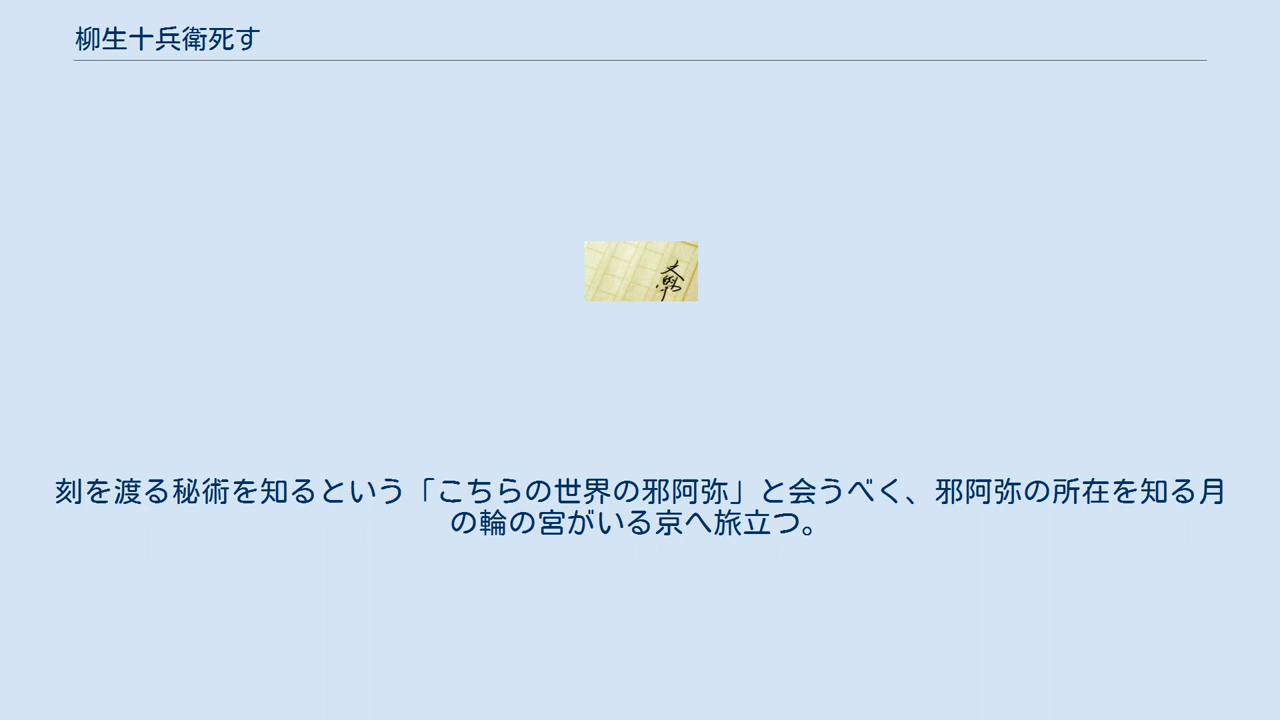 柳生十兵衛死す
刻を渡る秘術を知るという「こちらの世界の邪阿弥」と会うべく、邪阿弥の所在を知る月
の輪の宮がいる京へ旅立つ。